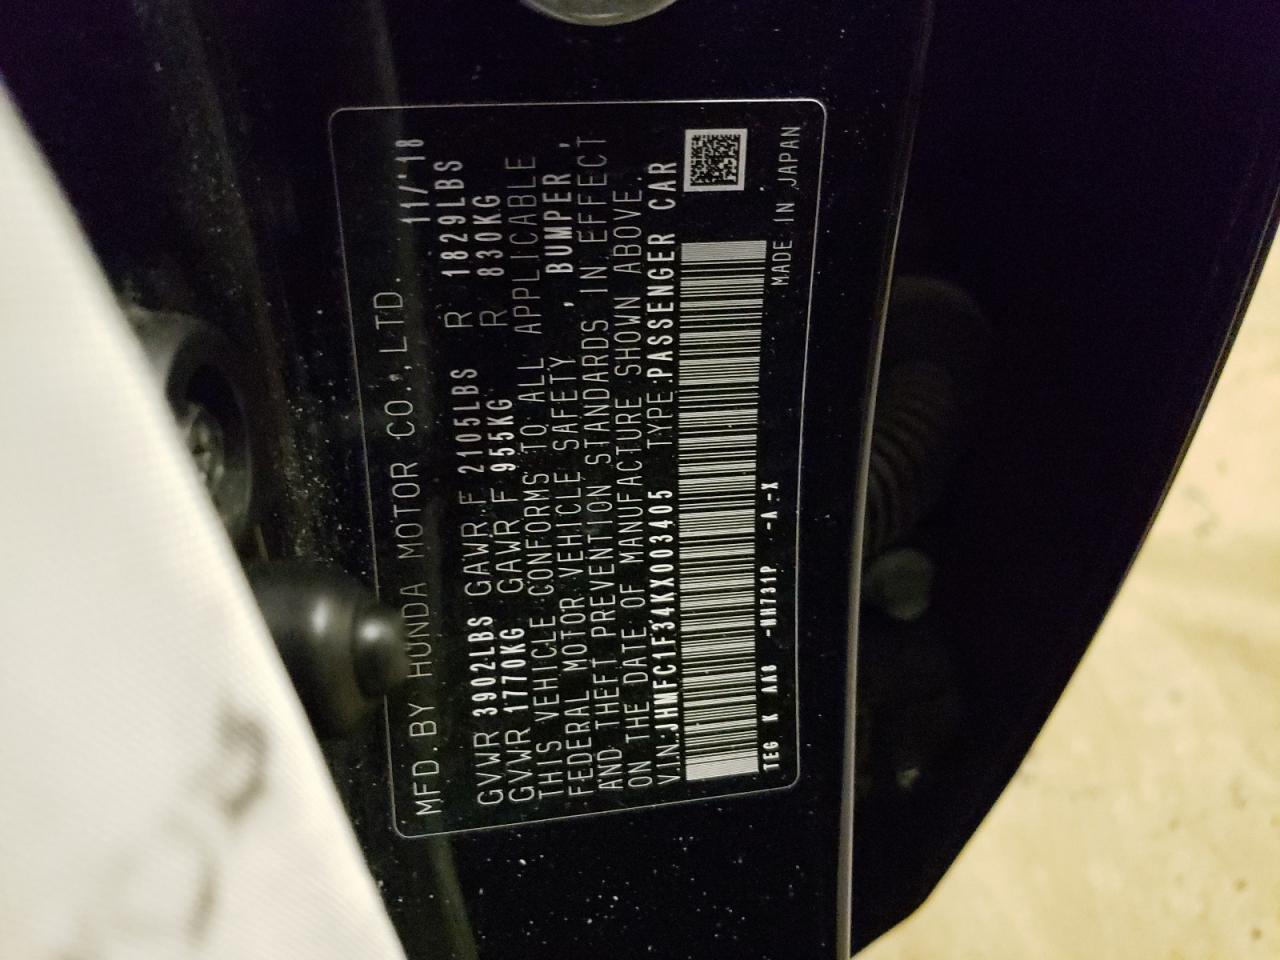 MFD. BY HONDA MOTOR CO., LTD. 11/'18
GVWR 3902LBS GAWR F 2105LBS R 1829LBS
GVWR 1770KG GAWR F 955KG R 830KG
THIS VEHICLE CONFORMS TO ALL APPLICABLE
FEDERAL MOTOR VEHICLE SAFETY, BUMPER,
AND THEFT PREVENTION STANDARDS IN EFFECT
ON THE DATE OF MANUFACTURE SHOWN ABOVE.
V.I.N.:JHMFC1F34KX003405 TYPE:PASSENGER CAR
TEG K AA6 -NH731P -A-X
MADE IN JAPAN